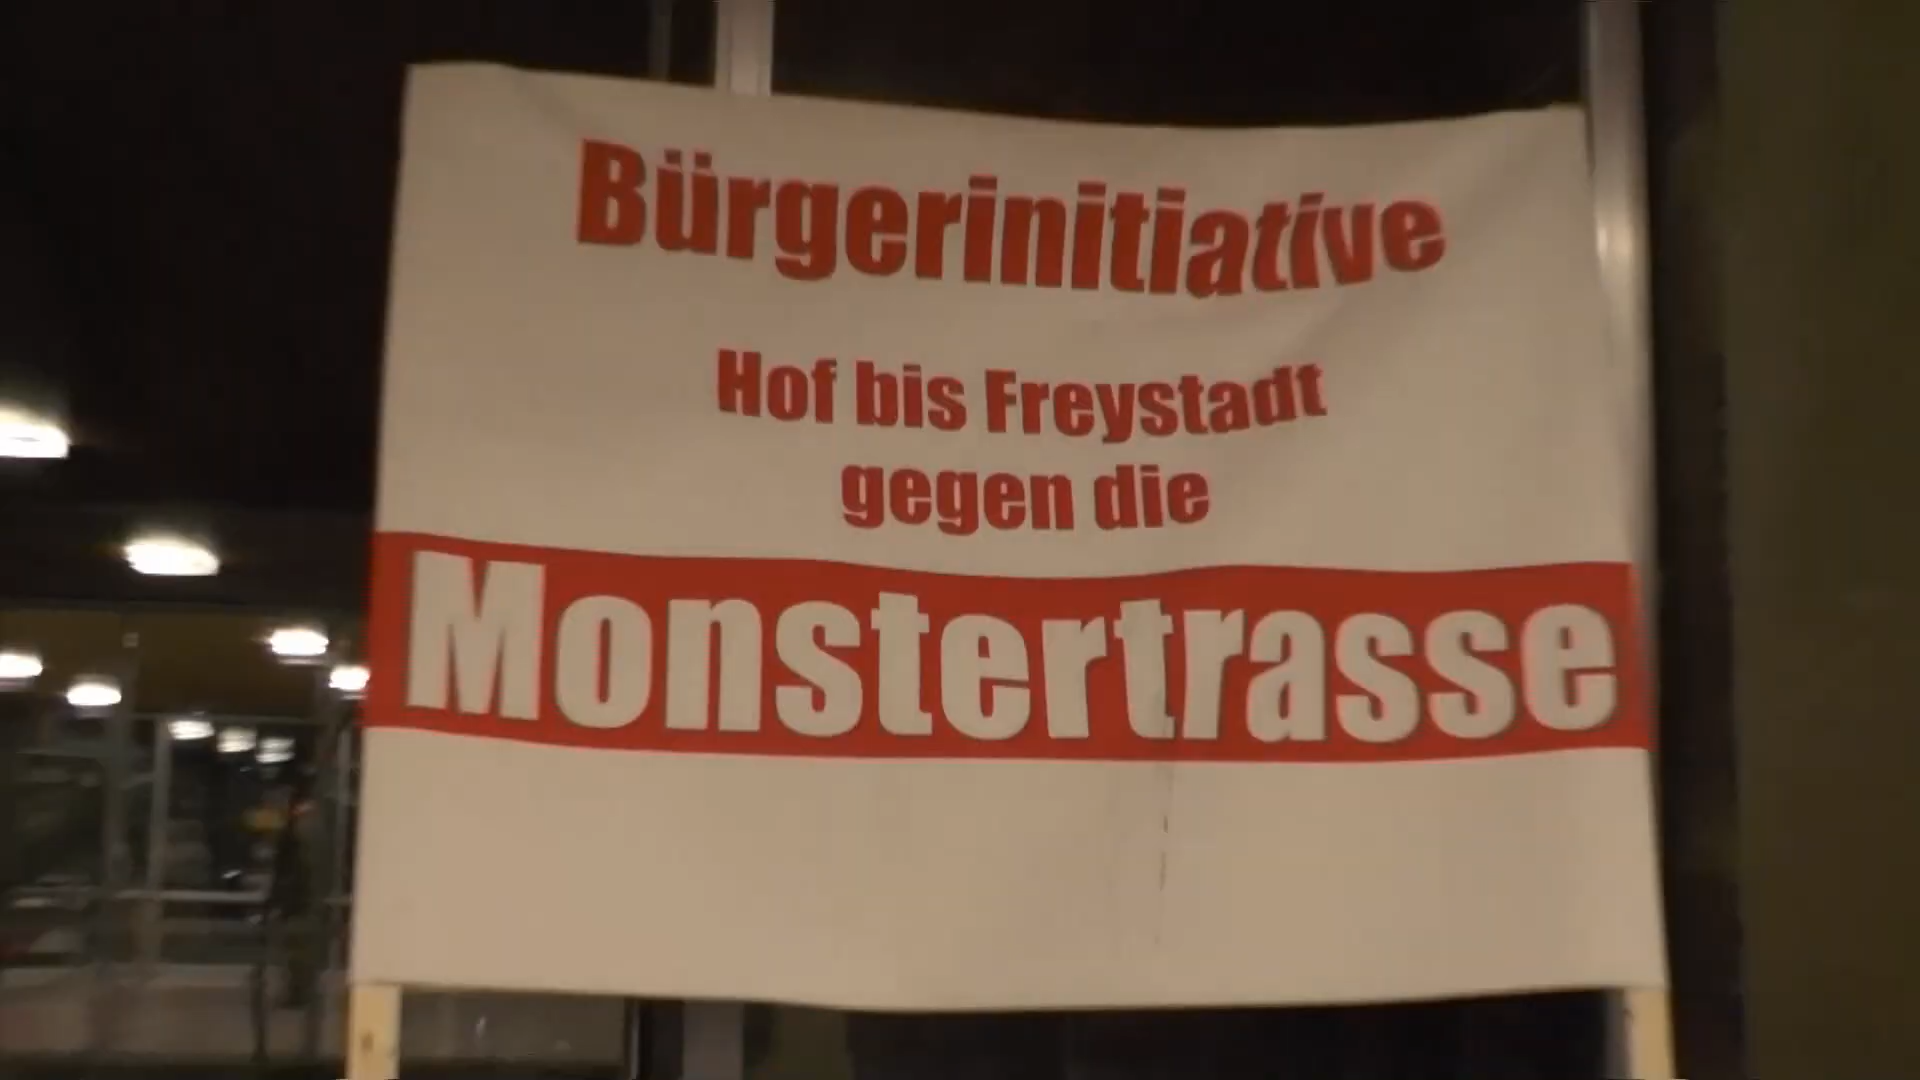 Bürgerinitiative
Hof bis Freystadt
gegen die
Monstertrasse